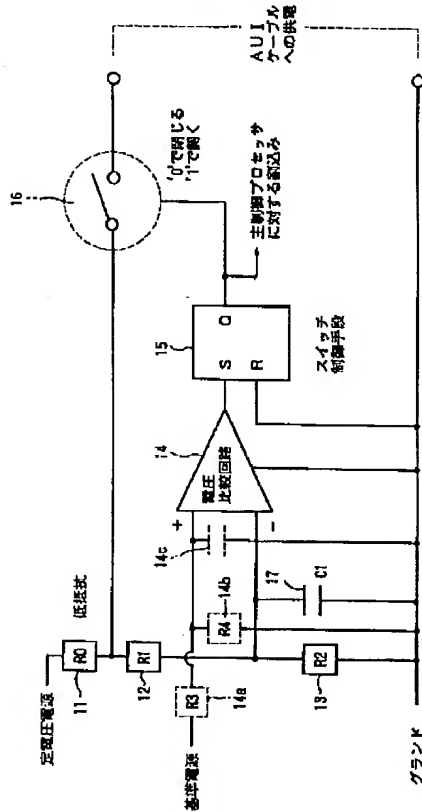 AUI
ケーブル
への供電
16
'0'で閉じる
'1'で開く
主制御プロセッサ
に対する割込み
15
S
Q
R
スイッチ
制御手段
14
電圧
比較回路
+
-
14c
14b
R4
17
C1
低抵抗
定電圧電源
R0
11
R1
12
R2
13
R3
14a
基準電源
グランド